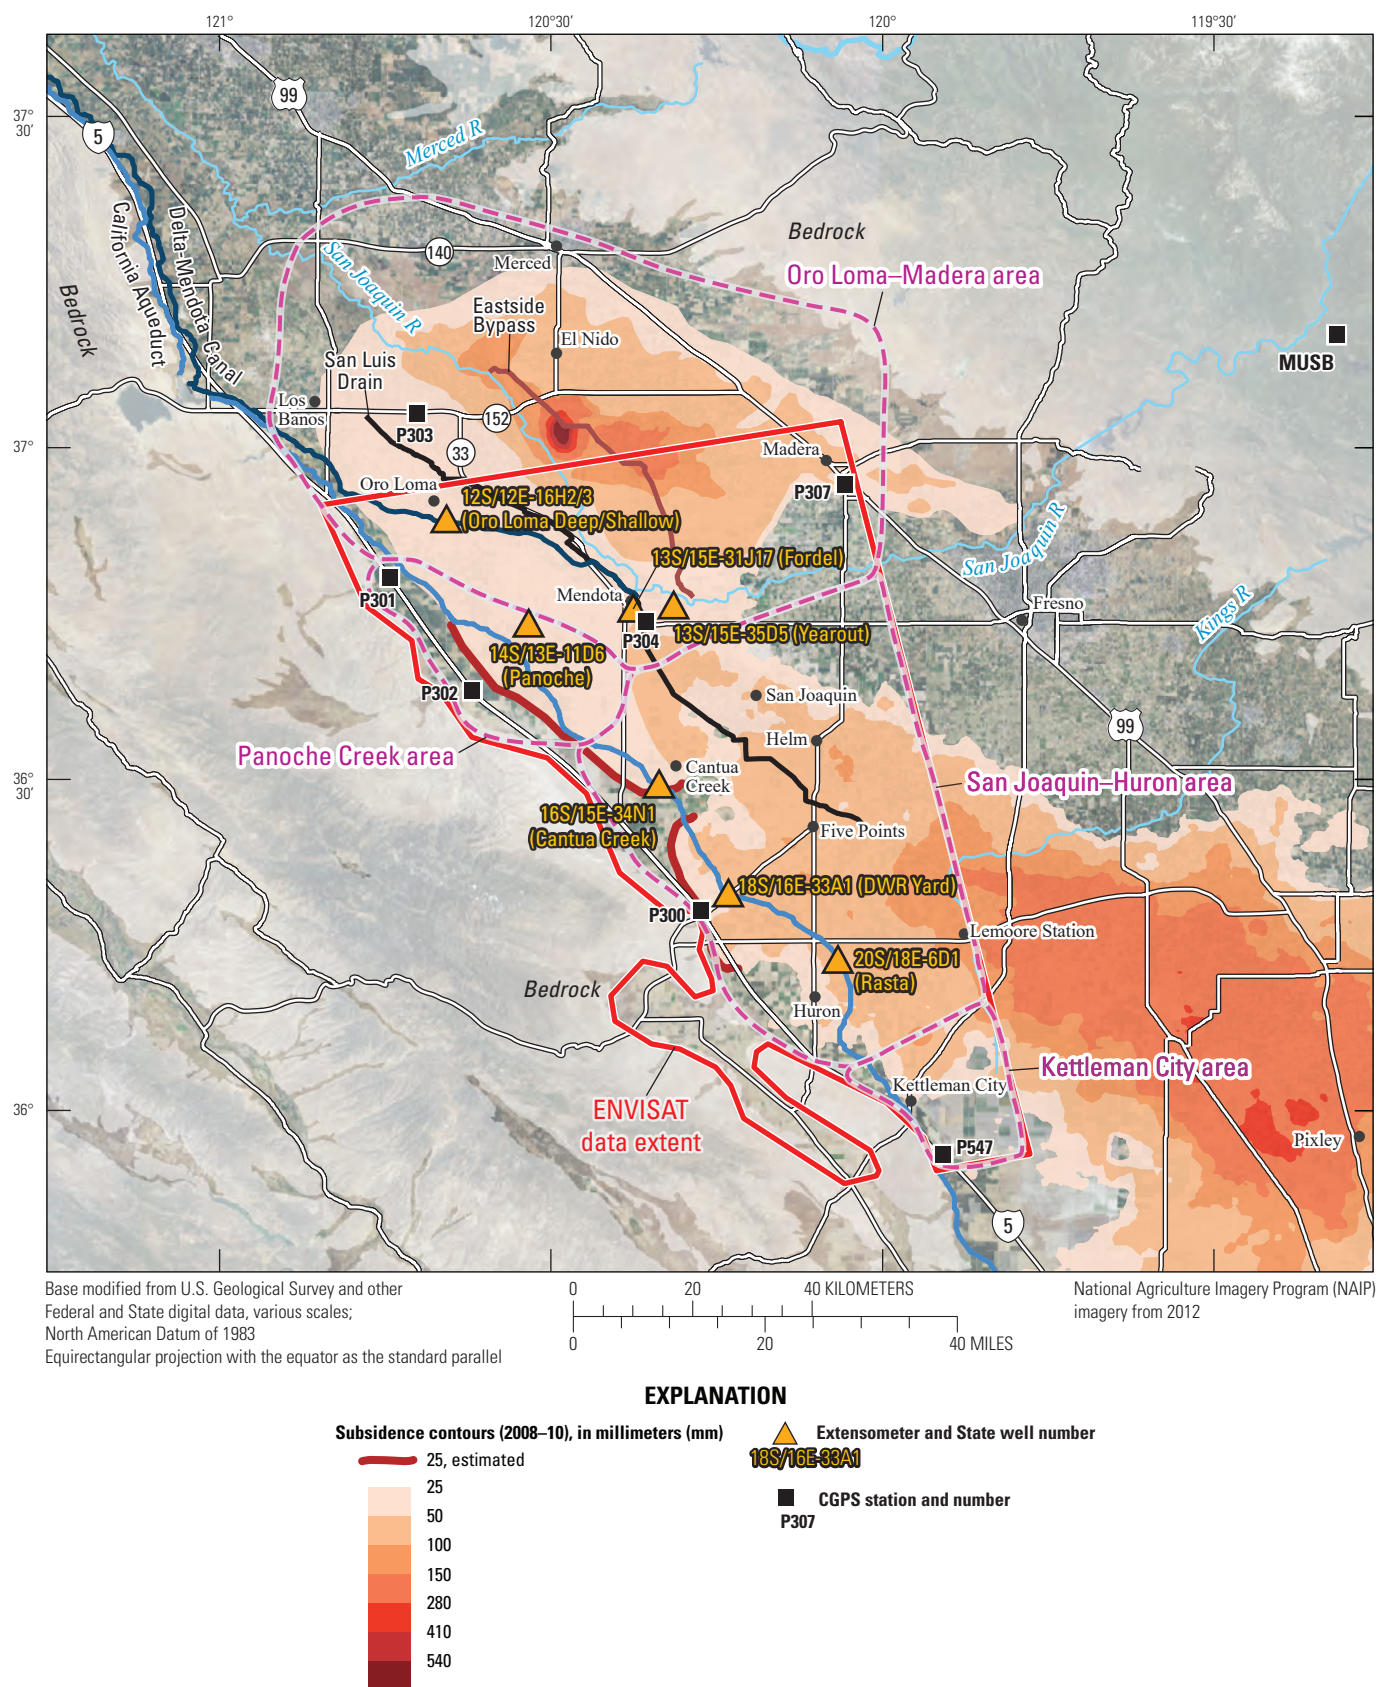 121°
120°30'
120°
119°30'
37°
30'
37°
36°
30'
36°
99
5
Merced R
Delta-Mendota Canal
California Aqueduct
Bedrock
140
Merced
San Joaquin R
Bedrock
Oro Loma–Madera area
Eastside
Bypass
El Nido
San Luis
Drain
MUSB
Los
Banos
P303
152
33
Madera
Oro Loma
P307
12S/12E-16H2/3
(Oro Loma Deep/Shallow)
San Joaquin R
13S/15E-31J17 (Fordel)
P301
Mendota
Fresno
Kings R
P304
13S/15E-35D5 (Yearout)
14S/13E-11D6
(Panoche)
P302
San Joaquin
99
Helm
Panoche Creek area
Cantua
Creek
San Joaquin–Huron area
16S/15E-34N1
(Cantua Creek)
Five Points
18S/16E-33A1 (DWR Yard)
P300
Lemoore Station
20S/18E-6D1
(Rasta)
Bedrock
Huron
Kettleman City area
Kettleman City
ENVISAT
data extent
P547
Pixley
5
Base modified from U.S. Geological Survey and other
Federal and State digital data, various scales;
North American Datum of 1983
Equirectangular projection with the equator as the standard parallel
0 20 40 KILOMETERS
0 20 40 MILES
National Agriculture Imagery Program (NAIP)
imagery from 2012
EXPLANATION
Subsidence contours (2008–10), in millimeters (mm)
25, estimated
25
50
100
150
280
410
540
Extensometer and State well number
18S/16E-33A1
CGPS station and number
P307